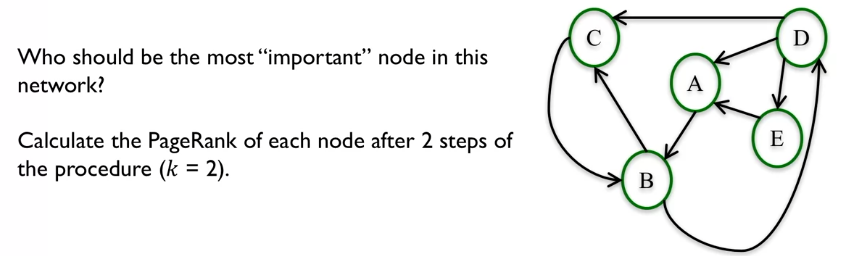 Who should be the most “important” node in this
network?
Calculate the PageRank of each node after 2 steps of
the procedure (k = 2).
C
D
A
E
B